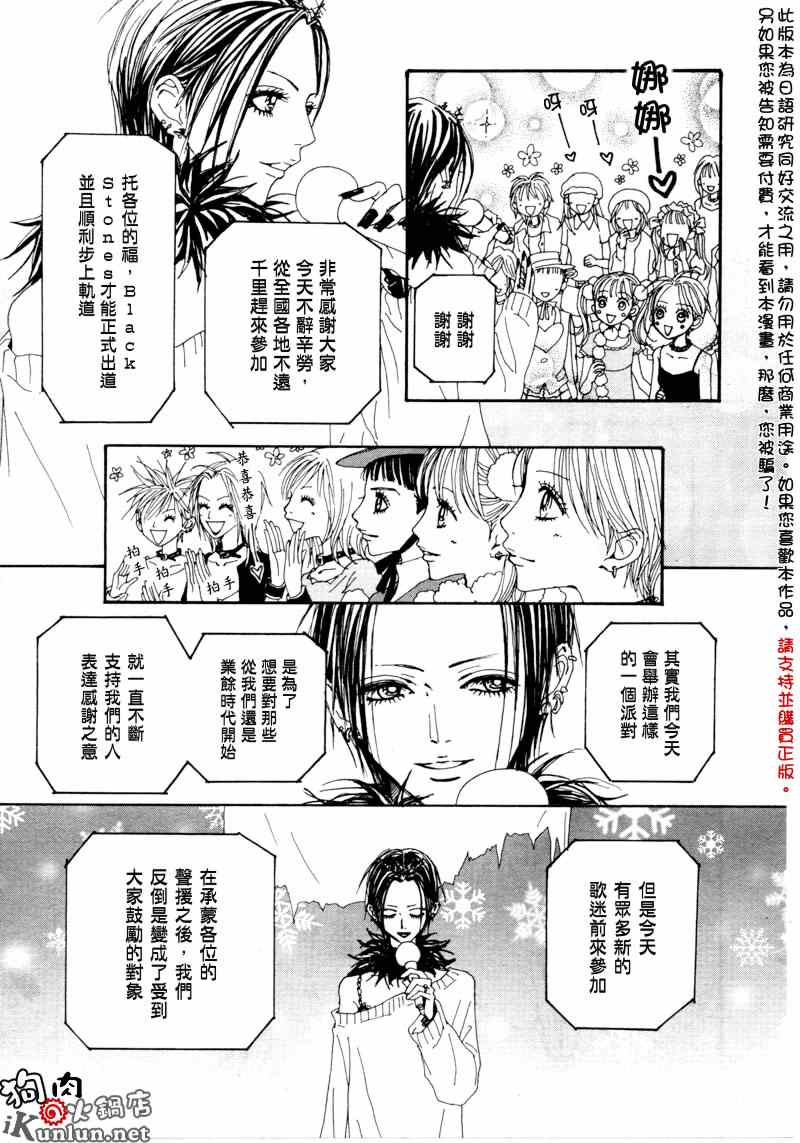 此版本為日語研究同好交流之用，請勿用於任何商業用途。如果您喜歡本作品，請支持並購買正版。
另如果您被告知需要付費，才能看到本漫畫，那麼，您被騙了！
娜娜
呀
呀
謝謝
謝謝
非常感謝大家
今天不辭辛勞，
從全國各地不遠
千里趕來參加
托各位的福，Black
Stones才能正式出道
並且順利步上軌道
恭喜恭喜
拍手
拍手
拍手
拍手
其實我們今天
會舉辦這樣
的一個派對
是為了
想要對那些
從我們還是
業餘時代開始
就一直不斷
支持我們的人
表達感謝之意
但是今天
有眾多新的
歌迷前來參加
在承蒙各位的
聲援之後，我們
反倒是變成了受到
大家鼓勵的對象
狗肉
火鍋店
iKunlun.net